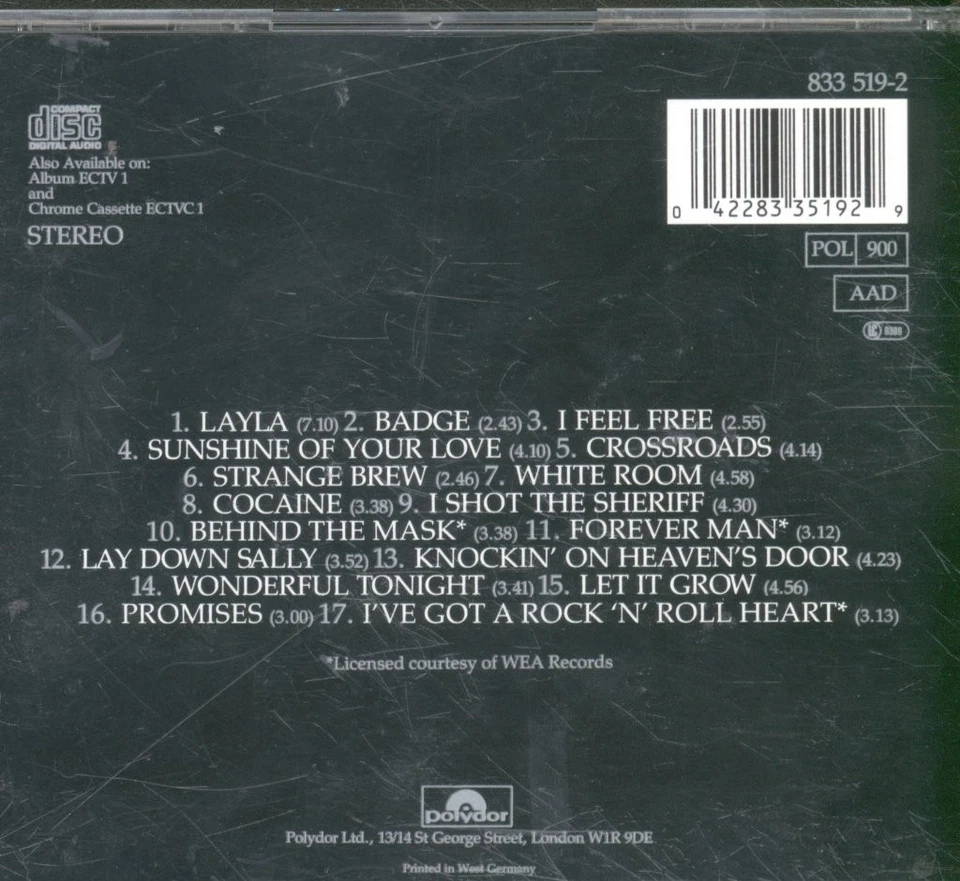 833 519-2
COMPACT
disc
DIGITAL AUDIO
Also Available on:
Album ECTV 1
and
Chrome Cassette ECTVC 1
STEREO
0 42283 35192 9
POL 900
AAD
LC 0309
1. LAYLA (7.10) 2. BADGE (2.43) 3. I FEEL FREE (2.55)
4. SUNSHINE OF YOUR LOVE (4.10) 5. CROSSROADS (4.14)
6. STRANGE BREW (2.46) 7. WHITE ROOM (4.58)
8. COCAINE (3.38) 9. I SHOT THE SHERIFF (4.30)
10. BEHIND THE MASK* (3.38) 11. FOREVER MAN* (3.12)
12. LAY DOWN SALLY (3.52) 13. KNOCKIN’ ON HEAVEN’S DOOR (4.23)
14. WONDERFUL TONIGHT (3.41) 15. LET IT GROW (4.56)
16. PROMISES (3.00) 17. I’VE GOT A ROCK ‘N’ ROLL HEART* (3.13)
*Licensed courtesy of WEA Records
polydor
Polydor Ltd., 13/14 St George Street, London W1R 9DE
Printed in West Germany